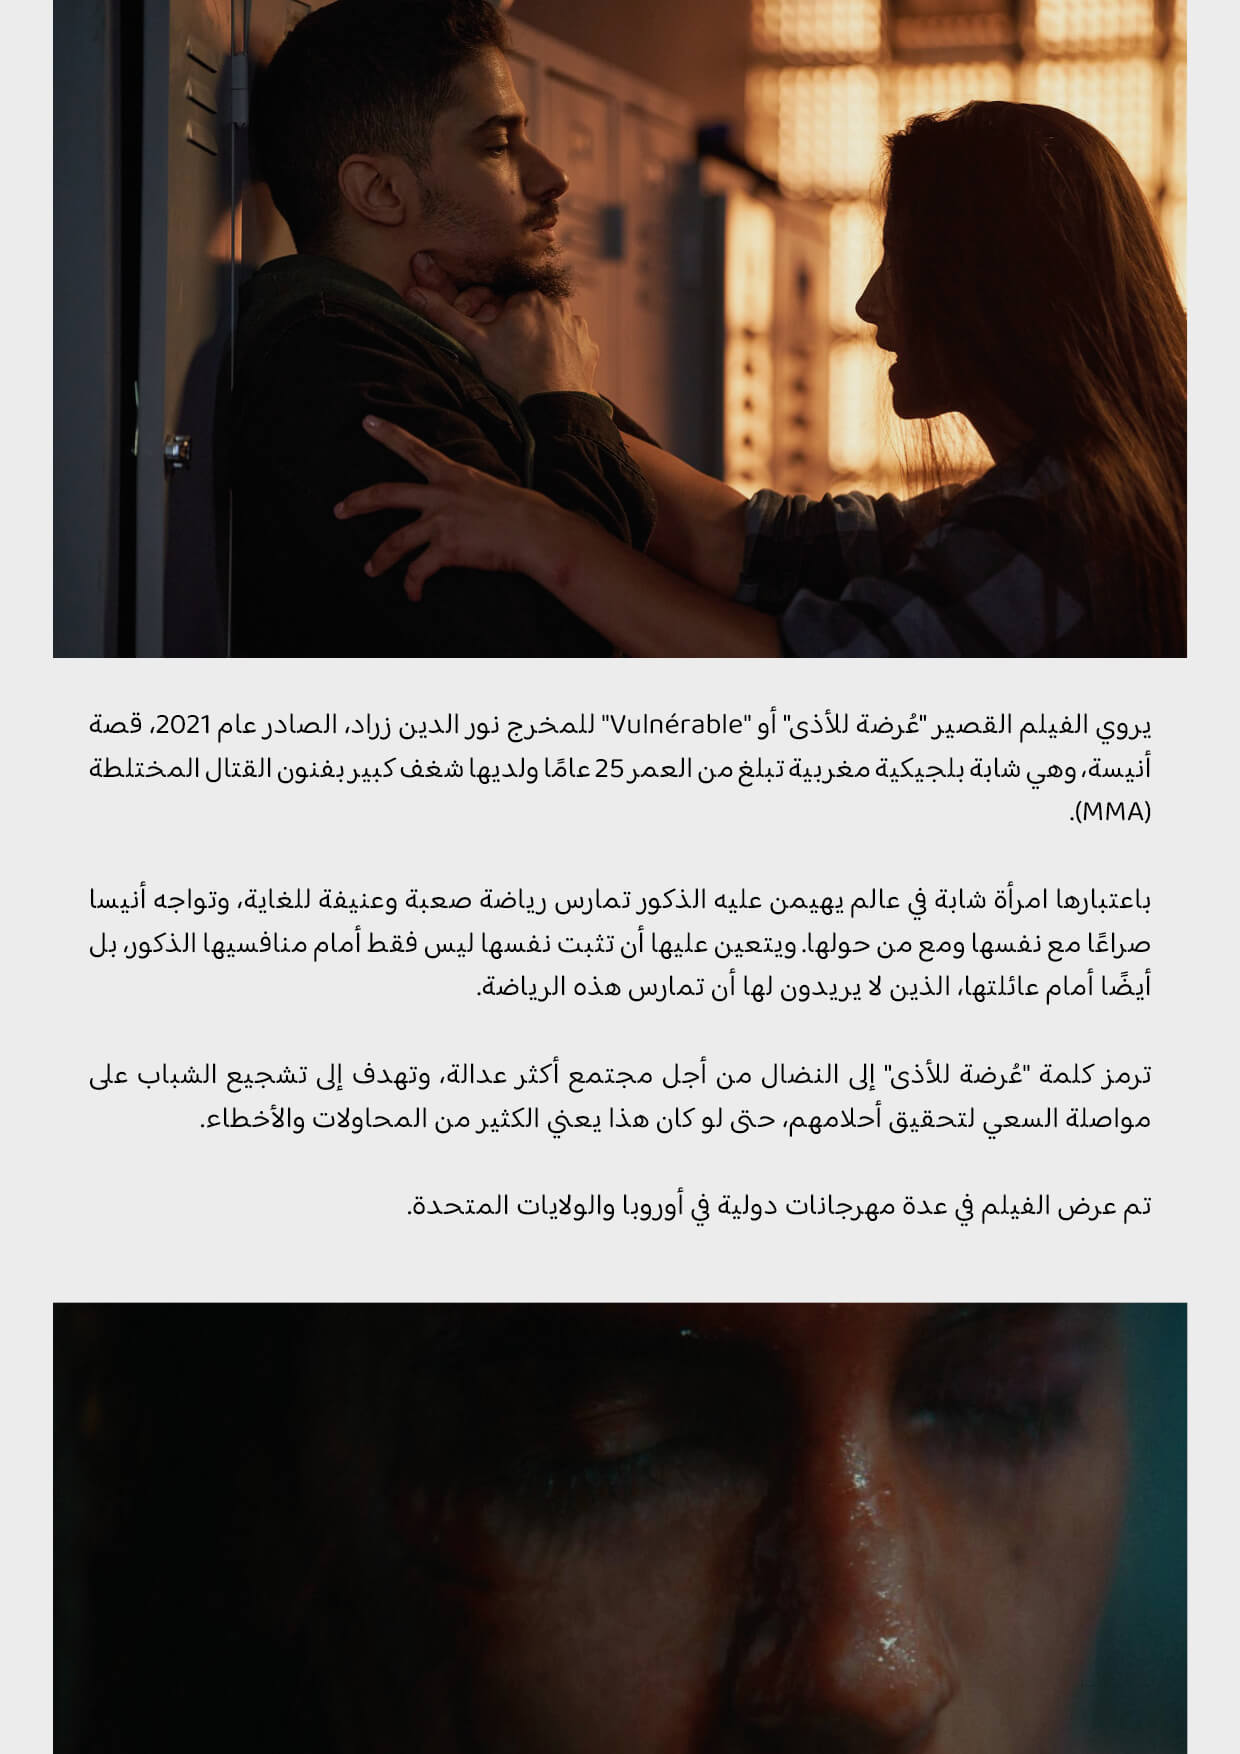 يروي الفيلم القصير "عُرضة للأذى" أو "Vulnérable" للمخرج نور الدين زراد، الصادر عام 2021، قصة
أنيسة، وهي شابة بلجيكية مغربية تبلغ من العمر 25 عامًا ولديها شغف كبير بفنون القتال المختلطة
(MMA).
باعتبارها امرأة شابة في عالم يهيمن عليه الذكور تمارس رياضة صعبة وعنيفة للغاية، وتواجه أنيسا
صراعًا مع نفسها ومع من حولها. ويتعين عليها أن تثبت نفسها ليس فقط أمام منافسيها الذكور، بل
أيضًا أمام عائلتها، الذين لا يريدون لها أن تمارس هذه الرياضة.
ترمز كلمة "عُرضة للأذى" إلى النضال من أجل مجتمع أكثر عدالة، وتهدف إلى تشجيع الشباب على
مواصلة السعي لتحقيق أحلامهم، حتى لو كان هذا يعني الكثير من المحاولات والأخطاء.
تم عرض الفيلم في عدة مهرجانات دولية في أوروبا والولايات المتحدة.